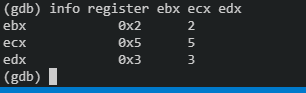 (gdb) info register ebx ecx edx
ebx            0x2      2
ecx            0x5      5
edx            0x3      3
(gdb)